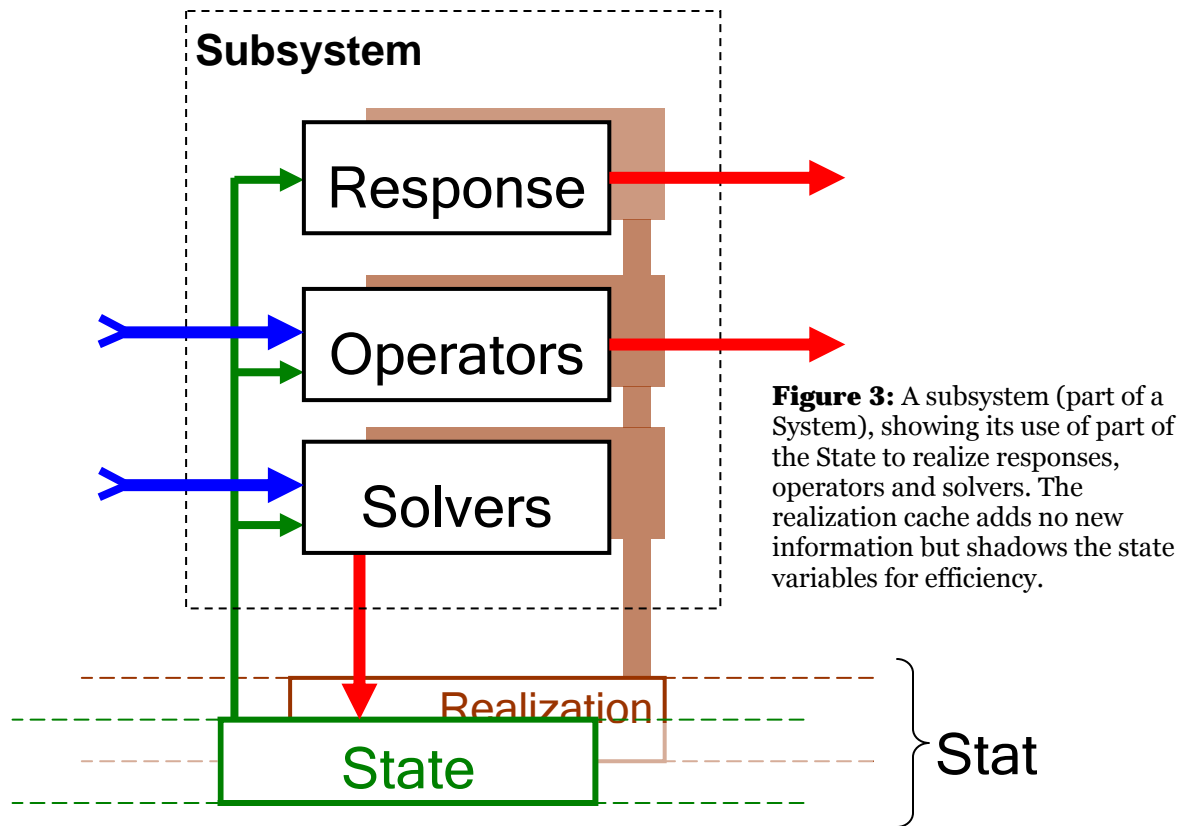 Subsystem
Response
Operators
Solvers
Figure 3: A subsystem (part of a
System), showing its use of part of
the State to realize responses,
operators and solvers. The
realization cache adds no new
information but shadows the state
variables for efficiency.
Realization
State
Stat